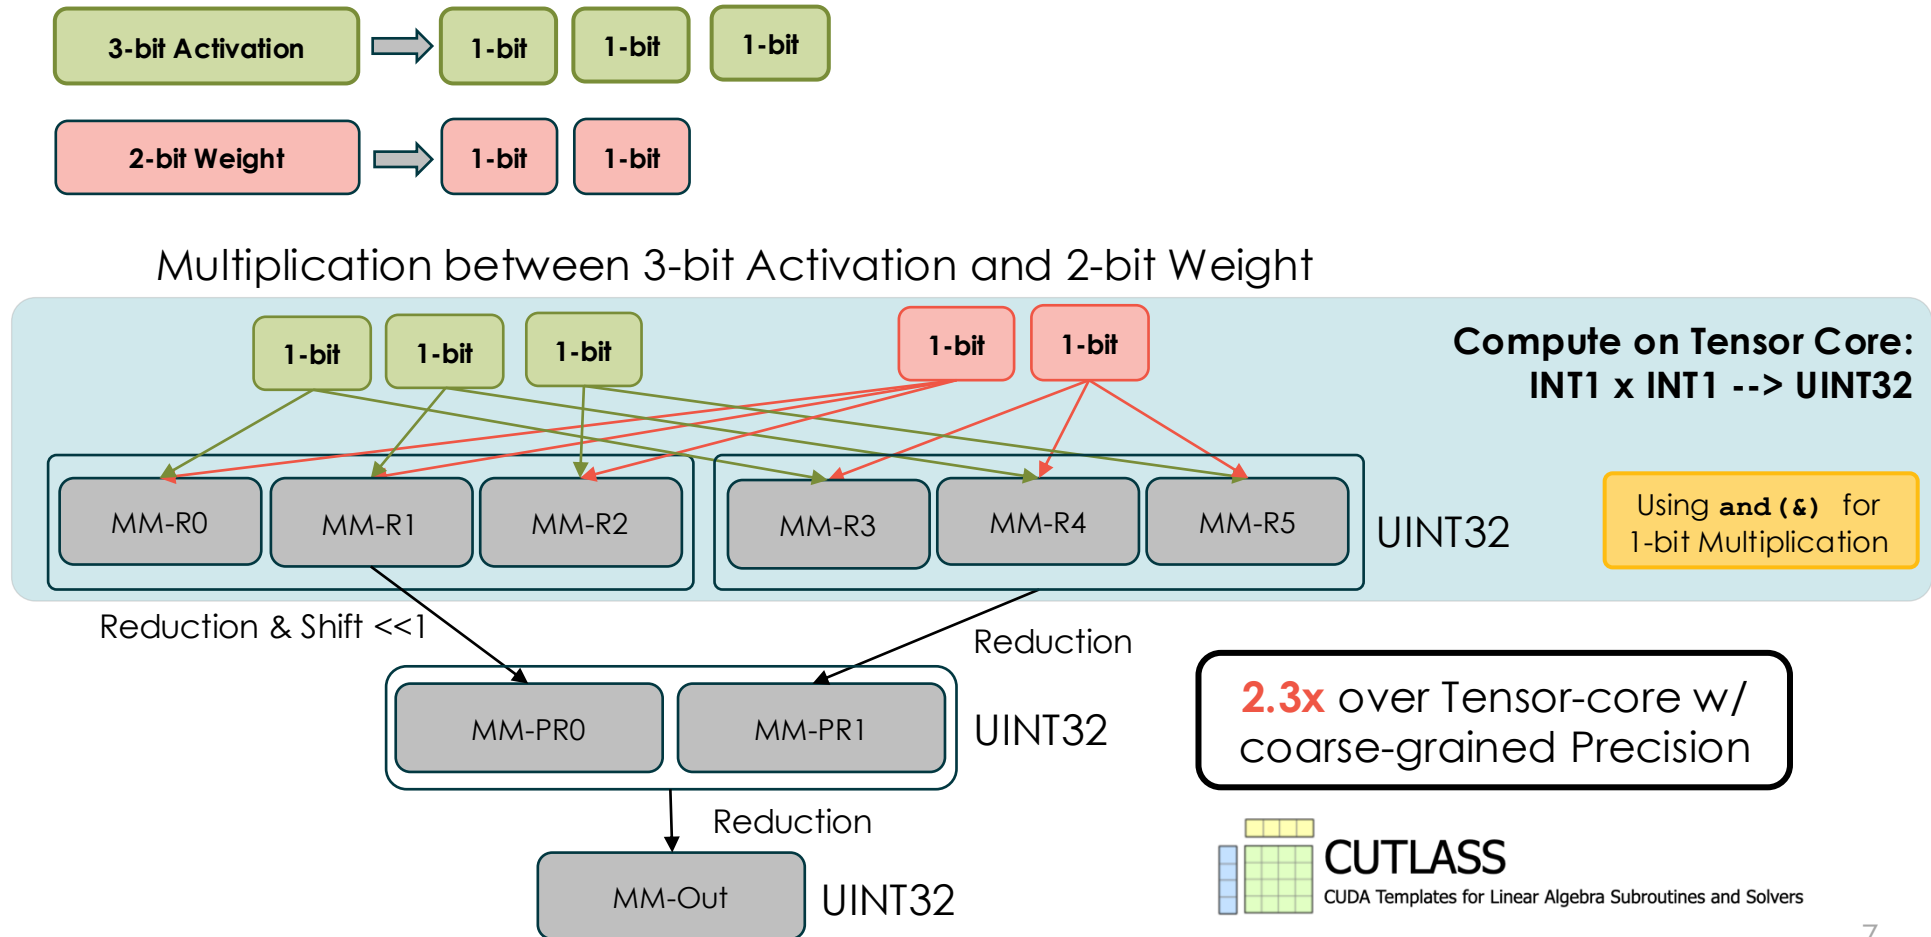 3-bit Activation
1-bit
1-bit
1-bit
2-bit Weight
1-bit
1-bit
Multiplication between 3-bit Activation and 2-bit Weight
1-bit
1-bit
1-bit
1-bit
1-bit
Compute on Tensor Core:
INT1 x INT1 --> UINT32
MM-R0
MM-R1
MM-R2
MM-R3
MM-R4
MM-R5
UINT32
Using and(&) for
1-bit Multiplication
Reduction & Shift <<1
Reduction
MM-PR0
MM-PR1
UINT32
2.3x over Tensor-core w/
coarse-grained Precision
Reduction
MM-Out
UINT32
CUTLASS
CUDA Templates for Linear Algebra Subroutines and Solvers
7